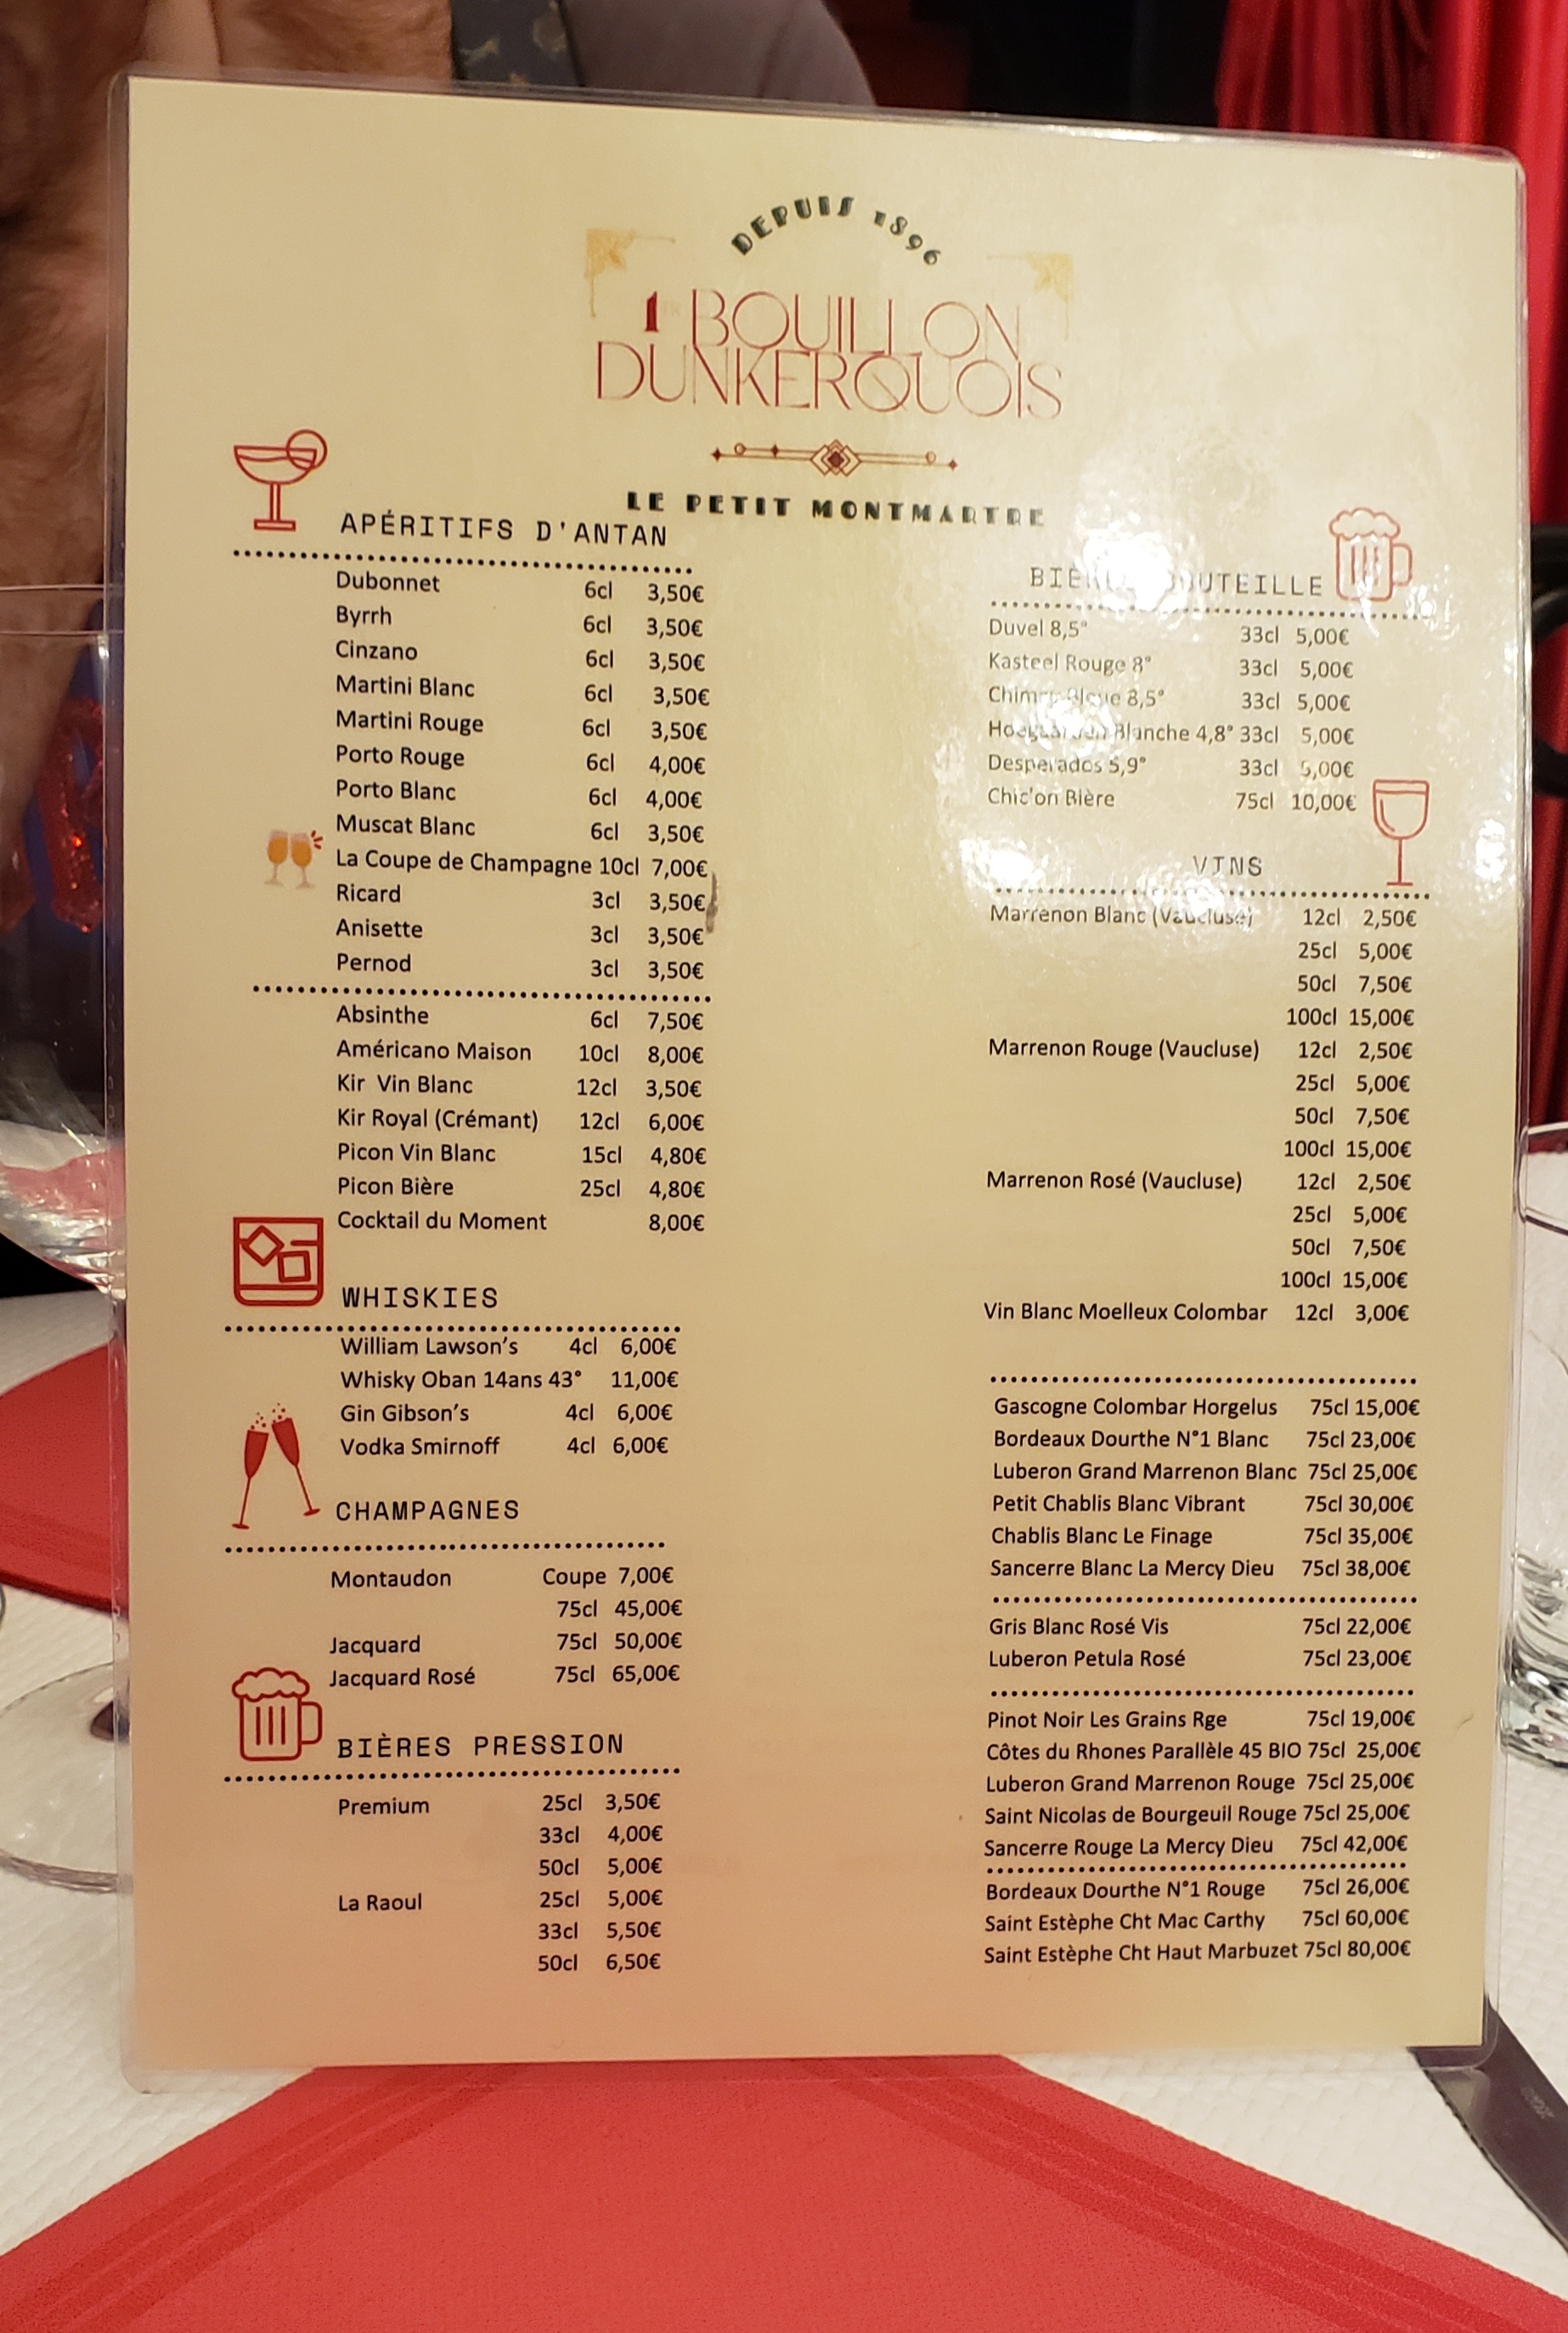 DEPUIS 1896
1 BOUILLON
DUNKERQUOIS
LE PETIT MONTMARTRE
APÉRITIFS D'ANTAN
Dubonnet 6cl 3,50€
Byrrh 6cl 3,50€
Cinzano 6cl 3,50€
Martini Blanc 6cl 3,50€
Martini Rouge 6cl 3,50€
Porto Rouge 6cl 4,00€
Porto Blanc 6cl 4,00€
Muscat Blanc 6cl 3,50€
La Coupe de Champagne 10cl 7,00€
Ricard 3cl 3,50€
Anisette 3cl 3,50€
Pernod 3cl 3,50€
Absinthe 6cl 7,50€
Américano Maison 10cl 8,00€
Kir Vin Blanc 12cl 3,50€
Kir Royal (Crémant) 12cl 6,00€
Picon Vin Blanc 15cl 4,80€
Picon Bière 25cl 4,80€
Cocktail du Moment 8,00€
WHISKIES
William Lawson's 4cl 6,00€
Whisky Oban 14ans 43° 11,00€
Gin Gibson's 4cl 6,00€
Vodka Smirnoff 4cl 6,00€
CHAMPAGNES
Montaudon Coupe 7,00€
75cl 45,00€
Jacquard 75cl 50,00€
Jacquard Rosé 75cl 65,00€
BIÈRES PRESSION
Premium 25cl 3,50€
33cl 4,00€
50cl 5,00€
La Raoul 25cl 5,00€
33cl 5,50€
50cl 6,50€
BOUTEILLE
Duvel 8,5° 33cl 5,00€
Kasteel Rouge 8° 33cl 5,00€
Chimay Bleue 8,5° 33cl 5,00€
Hoegaarden Blanche 4,8° 33cl 5,00€
Desperados 5,9° 33cl 5,00€
Chic'on Bière 75cl 10,00€
VINS
Marrenon Blanc (Vaucluse) 12cl 2,50€
25cl 5,00€
50cl 7,50€
100cl 15,00€
Marrenon Rouge (Vaucluse) 12cl 2,50€
25cl 5,00€
50cl 7,50€
100cl 15,00€
Marrenon Rosé (Vaucluse) 12cl 2,50€
25cl 5,00€
50cl 7,50€
100cl 15,00€
Vin Blanc Moelleux Colombar 12cl 3,00€
Gascogne Colombar Horgelus 75cl 15,00€
Bordeaux Dourthe N°1 Blanc 75cl 23,00€
Luberon Grand Marrenon Blanc 75cl 25,00€
Petit Chablis Blanc Vibrant 75cl 30,00€
Chablis Blanc Le Finage 75cl 35,00€
Sancerre Blanc La Mercy Dieu 75cl 38,00€
Gris Blanc Rosé Vis 75cl 22,00€
Luberon Petula Rosé 75cl 23,00€
Pinot Noir Les Grains Rge 75cl 19,00€
Côtes du Rhones Parallèle 45 BIO 75cl 25,00€
Luberon Grand Marrenon Rouge 75cl 25,00€
Saint Nicolas de Bourgeuil Rouge 75cl 25,00€
Sancerre Rouge La Mercy Dieu 75cl 42,00€
Bordeaux Dourthe N°1 Rouge 75cl 26,00€
Saint Estèphe Cht Mac Carthy 75cl 60,00€
Saint Estèphe Cht Haut Marbuzet 75cl 80,00€